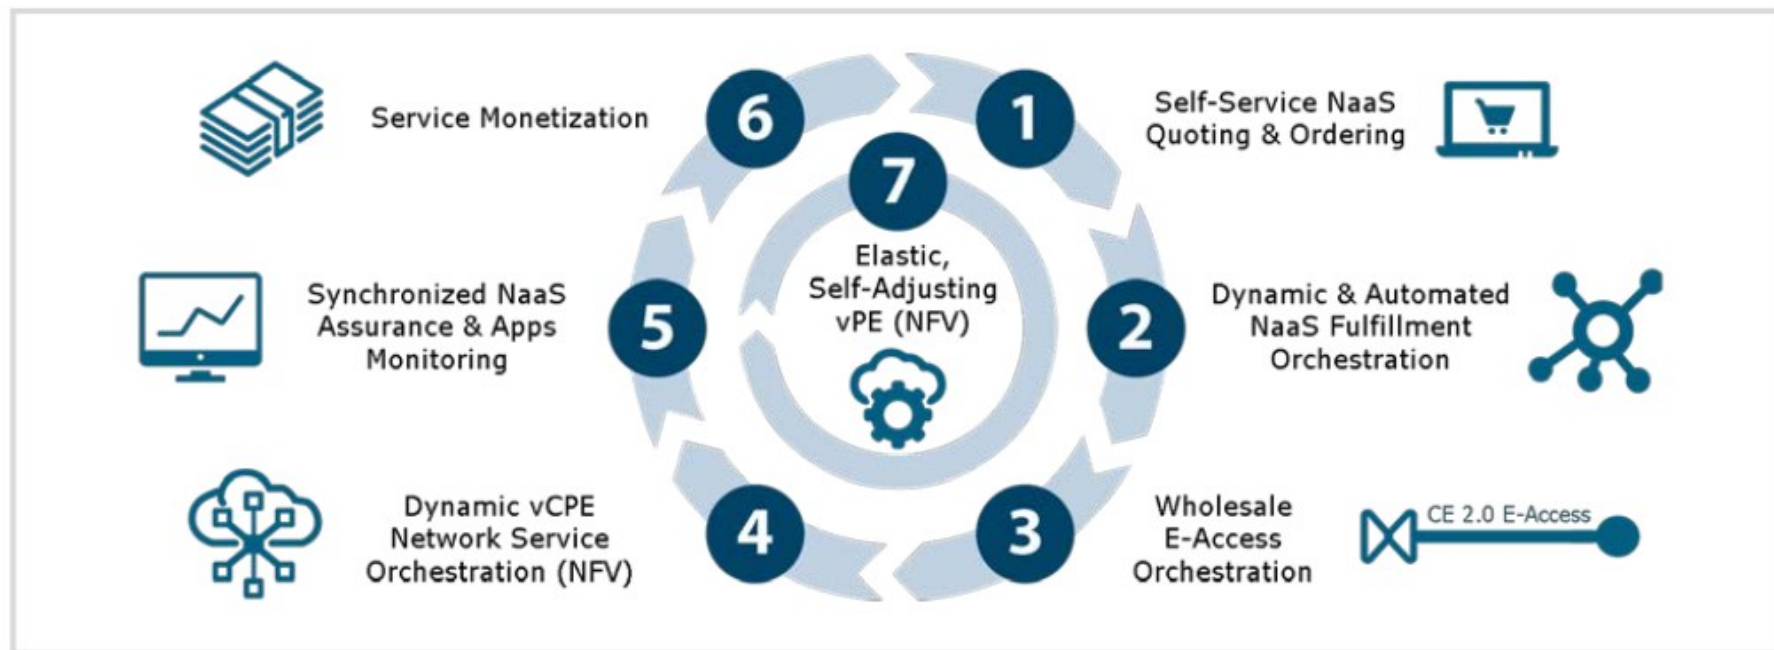 1
Self-Service NaaS
Quoting & Ordering
2
Dynamic & Automated
NaaS Fulfillment
Orchestration
3
Wholesale
E-Access
Orchestration
CE 2.0 E-Access
4
Dynamic vCPE
Network Service
Orchestration (NFV)
5
Synchronized NaaS
Assurance & Apps
Monitoring
6
Service Monetization
7
Elastic,
Self-Adjusting
vPE (NFV)